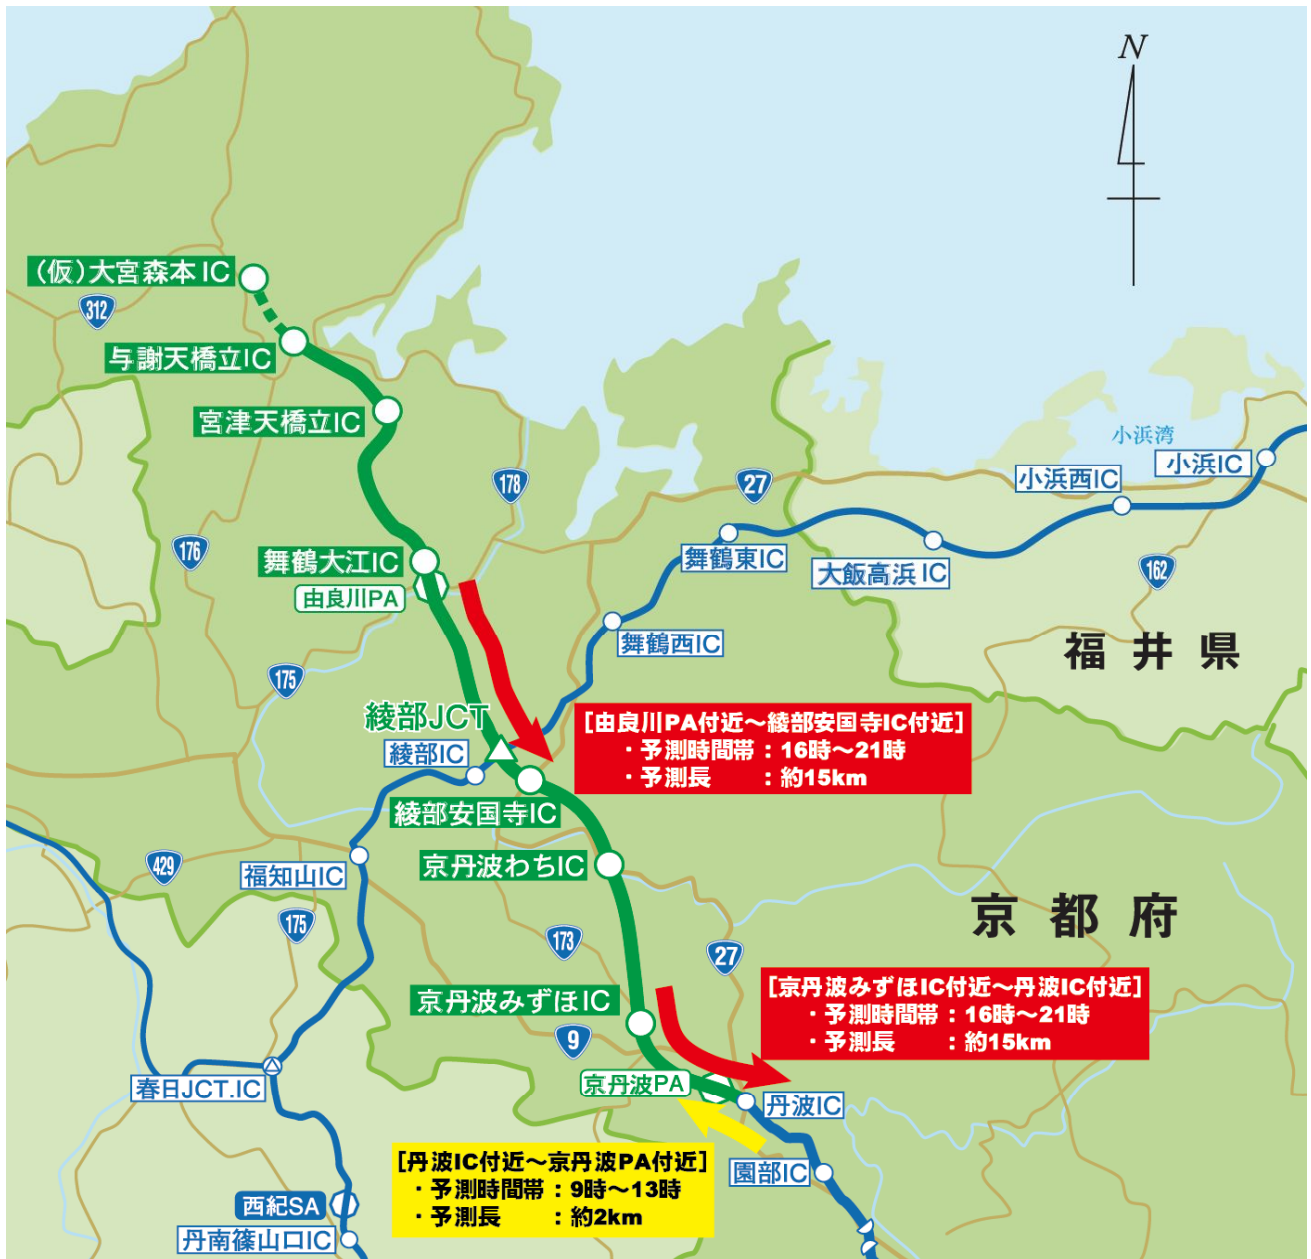 N
(仮)大宮森本IC
312
与謝天橋立IC
宮津天橋立IC
小浜湾
小浜IC
小浜西IC
178
27
176
舞鶴東IC
大飯高浜IC
162
舞鶴大江IC
由良川PA
舞鶴西IC
福井県
175
綾部JCT
綾部IC
[由良川PA付近～綾部安国寺IC付近]
・予測時間帯：16時～21時
・予測長　　：約15km
綾部安国寺IC
429
福知山IC
京丹波わちIC
京都府
175
173
27
京丹波みずほIC
[京丹波みずほIC付近～丹波IC付近]
・予測時間帯：16時～21時
・予測長　　：約15km
9
春日JCT.IC
京丹波PA
丹波IC
[丹波IC付近～京丹波PA付近]
・予測時間帯：9時～13時
・予測長　　：約2km
園部IC
西紀SA
丹南篠山口IC